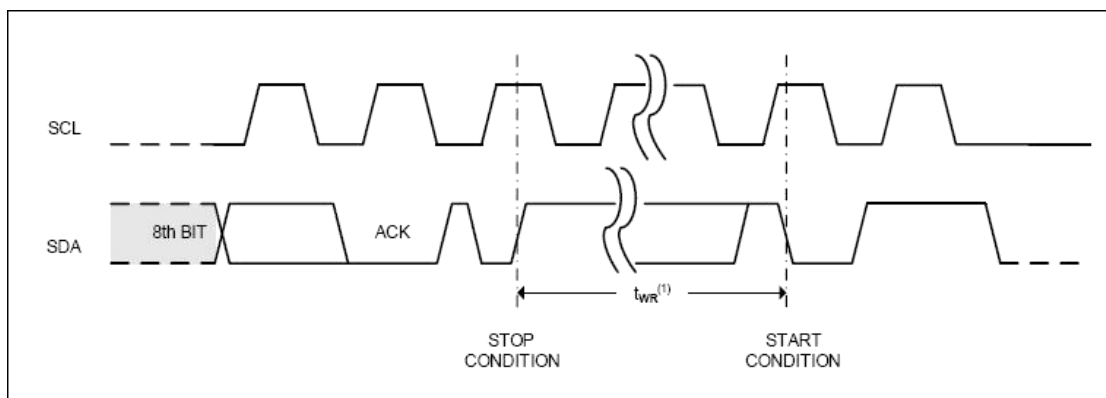 SCL
8th BIT
ACK
SDA
tWR(1)
STOP
CONDITION
START
CONDITION